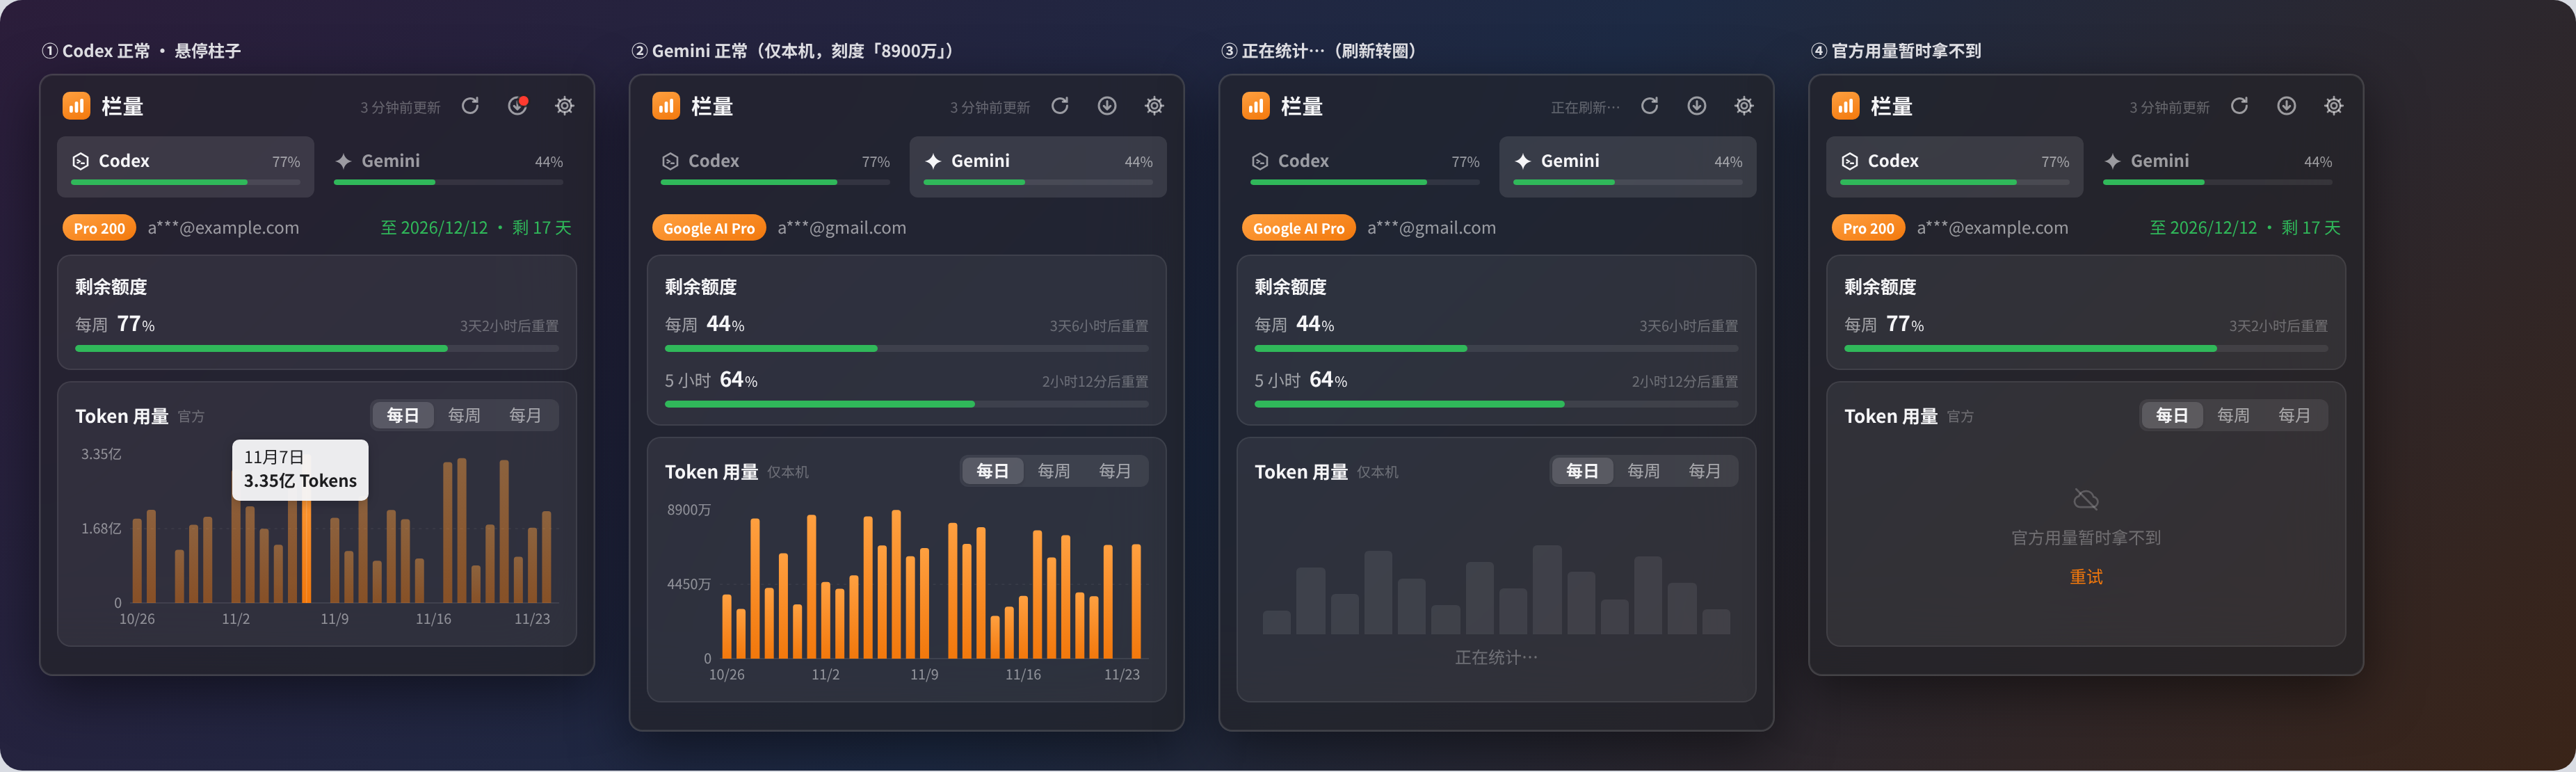 ① Codex 正常 · 悬停柱子
栏量
3 分钟前更新
Codex 77%
Gemini 44%
Pro 200 a***@example.com 至 2026/12/12 · 剩 17 天
剩余额度
每周 77% 3天2小时后重置
Token 用量 官方 每日 每周 每月
11月7日
3.35亿 Tokens
3.35亿
1.68亿
0
10/26 11/2 11/9 11/16 11/23
② Gemini 正常（仅本机，刻度「8900万」）
栏量
3 分钟前更新
Codex 77%
Gemini 44%
Google AI Pro a***@gmail.com
剩余额度
每周 44% 3天6小时后重置
5 小时 64% 2小时12分后重置
Token 用量 仅本机 每日 每周 每月
8900万
4450万
0
10/26 11/2 11/9 11/16 11/23
③ 正在统计…（刷新转圈）
栏量
正在刷新…
Codex 77%
Gemini 44%
Google AI Pro a***@gmail.com
剩余额度
每周 44% 3天6小时后重置
5 小时 64% 2小时12分后重置
Token 用量 仅本机 每日 每周 每月
正在统计…
④ 官方用量暂时拿不到
栏量
3 分钟前更新
Codex 77%
Gemini 44%
Pro 200 a***@example.com 至 2026/12/12 · 剩 17 天
剩余额度
每周 77% 3天2小时后重置
Token 用量 官方 每日 每周 每月
官方用量暂时拿不到
重试